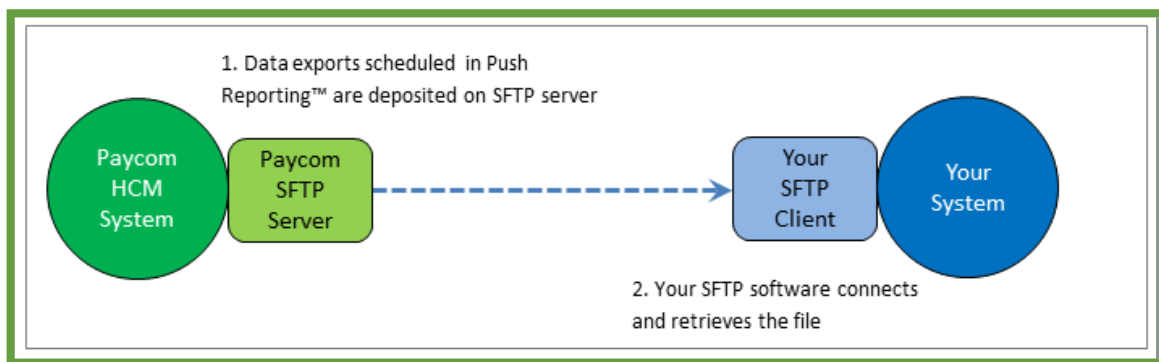 1. Data exports scheduled in Push
Reporting™ are deposited on SFTP server
Paycom
HCM
System
Paycom
SFTP
Server
Your
SFTP
Client
Your
System
2. Your SFTP software connects
and retrieves the file